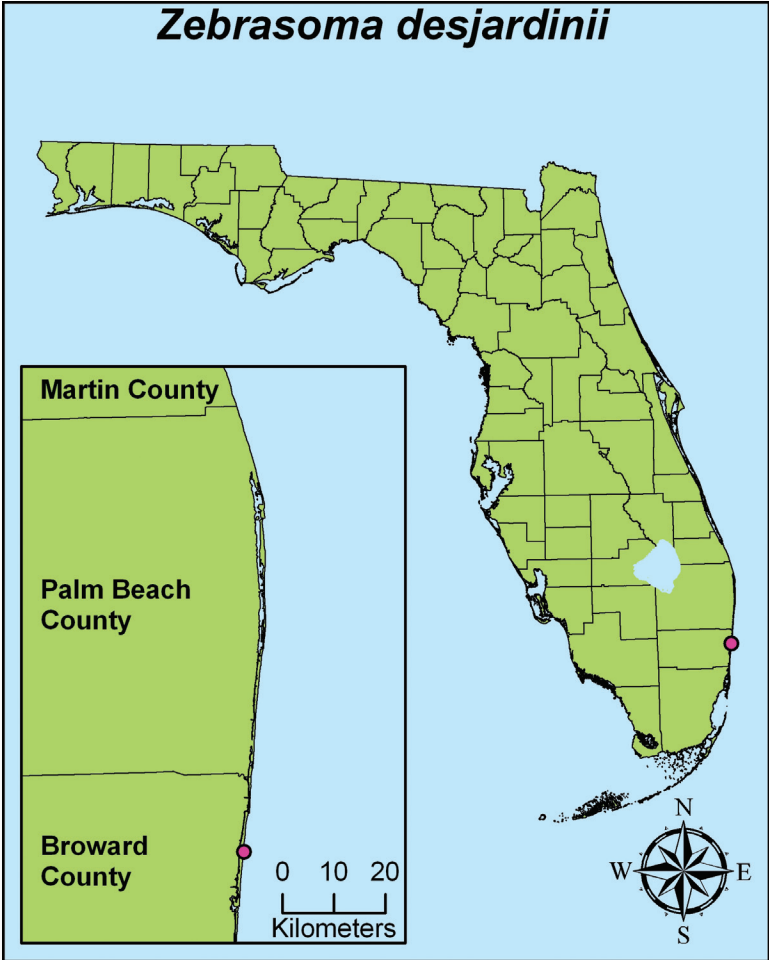 Zebrasoma desjardinii
Martin County
Palm Beach
County
Broward
County
0 10 20
Kilometers
N
W E
S